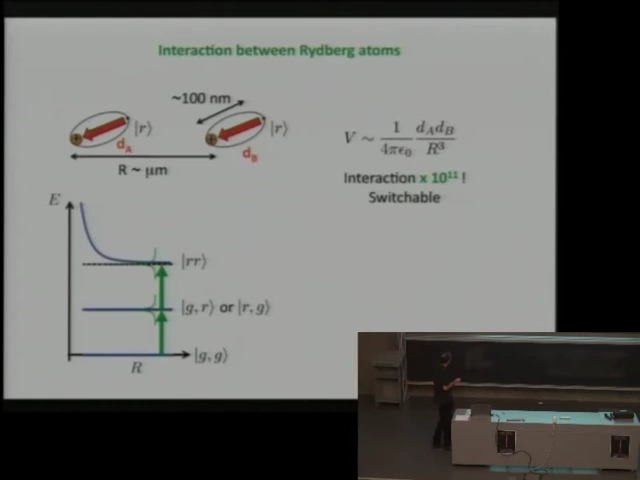 Interaction between Rydberg atoms
~100 nm
|r⟩
|r⟩
d_A
d_B
R ~ μm
V ∼ 1/(4πϵ₀) d_A d_B/R³
Interaction x 10¹¹ !
Switchable
E
|rr⟩
|g, r⟩ or |r, g⟩
|g, g⟩
R